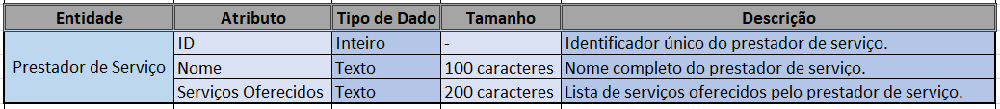 Entidade Atributo Tipo de Dado Tamanho Descrição
Prestador de Serviço ID Inteiro - Identificador único do prestador de serviço.
Nome Texto 100 caracteres Nome completo do prestador de serviço.
Serviços Oferecidos Texto 200 caracteres Lista de serviços oferecidos pelo prestador de serviço.